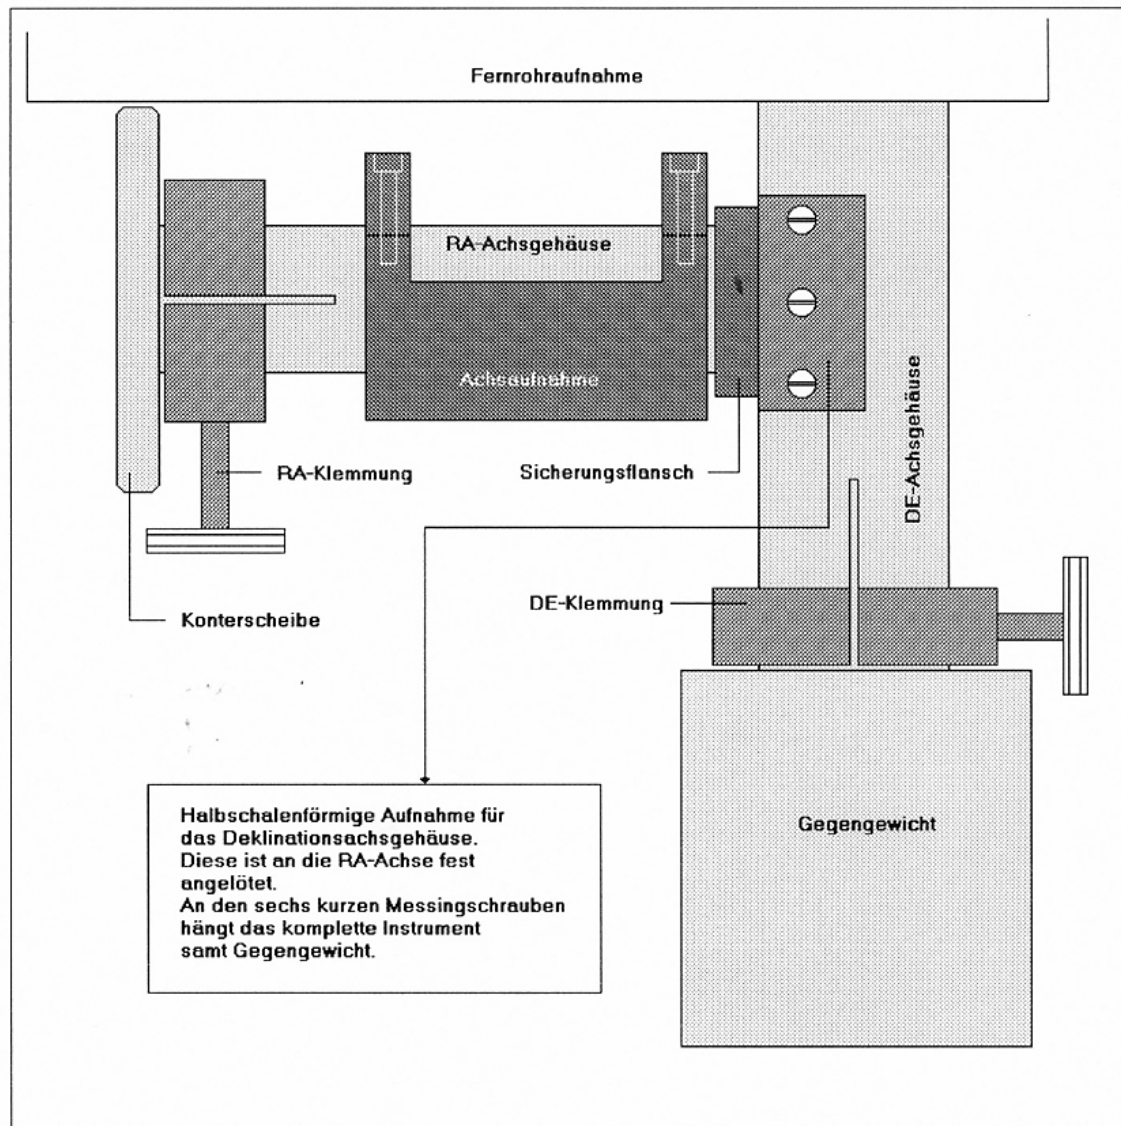 Fernrohraufnahme
RA-Achsgehäuse
Achsaufnahme
RA-Klemmung
Sicherungsflansch
DE-Achsgehäuse
DE-Klemmung
Konterscheibe
Halbschalenförmige Aufnahme für
das Deklinationsachsgehäuse.
Diese ist an die RA-Achse fest
angelötet.
An den sechs kurzen Messingschrauben
hängt das komplette Instrument
samt Gegengewicht.
Gegengewicht